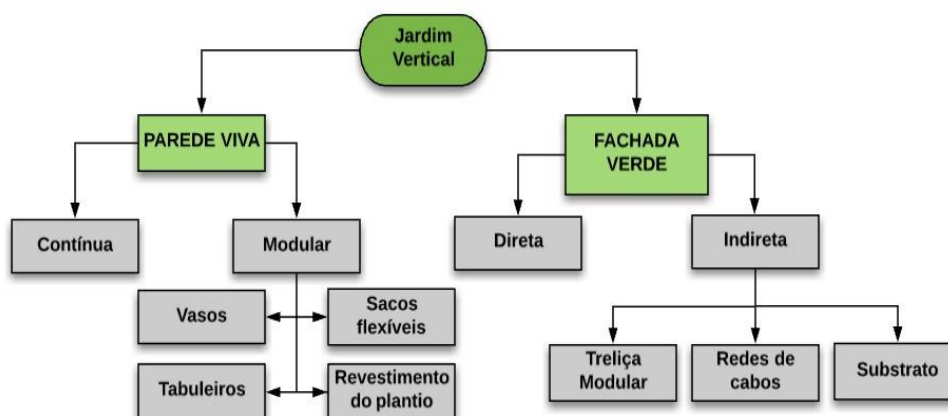 Jardim
Vertical
PAREDE VIVA
FACHADA
VERDE
Contínua
Modular
Direta
Indireta
Vasos
Sacos
flexíveis
Tabuleiros
Revestimento
do plantio
Treliça
Modular
Redes de
cabos
Substrato